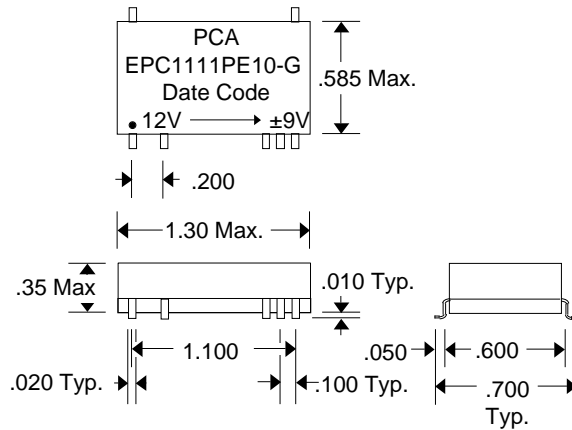 PCA
EPC1111PE10-G
Date Code
12V ±9V
.585 Max.
.200
1.30 Max.
.35 Max
.010 Typ.
1.100
.050
.600
.020 Typ.
.100 Typ.
.700
Typ.